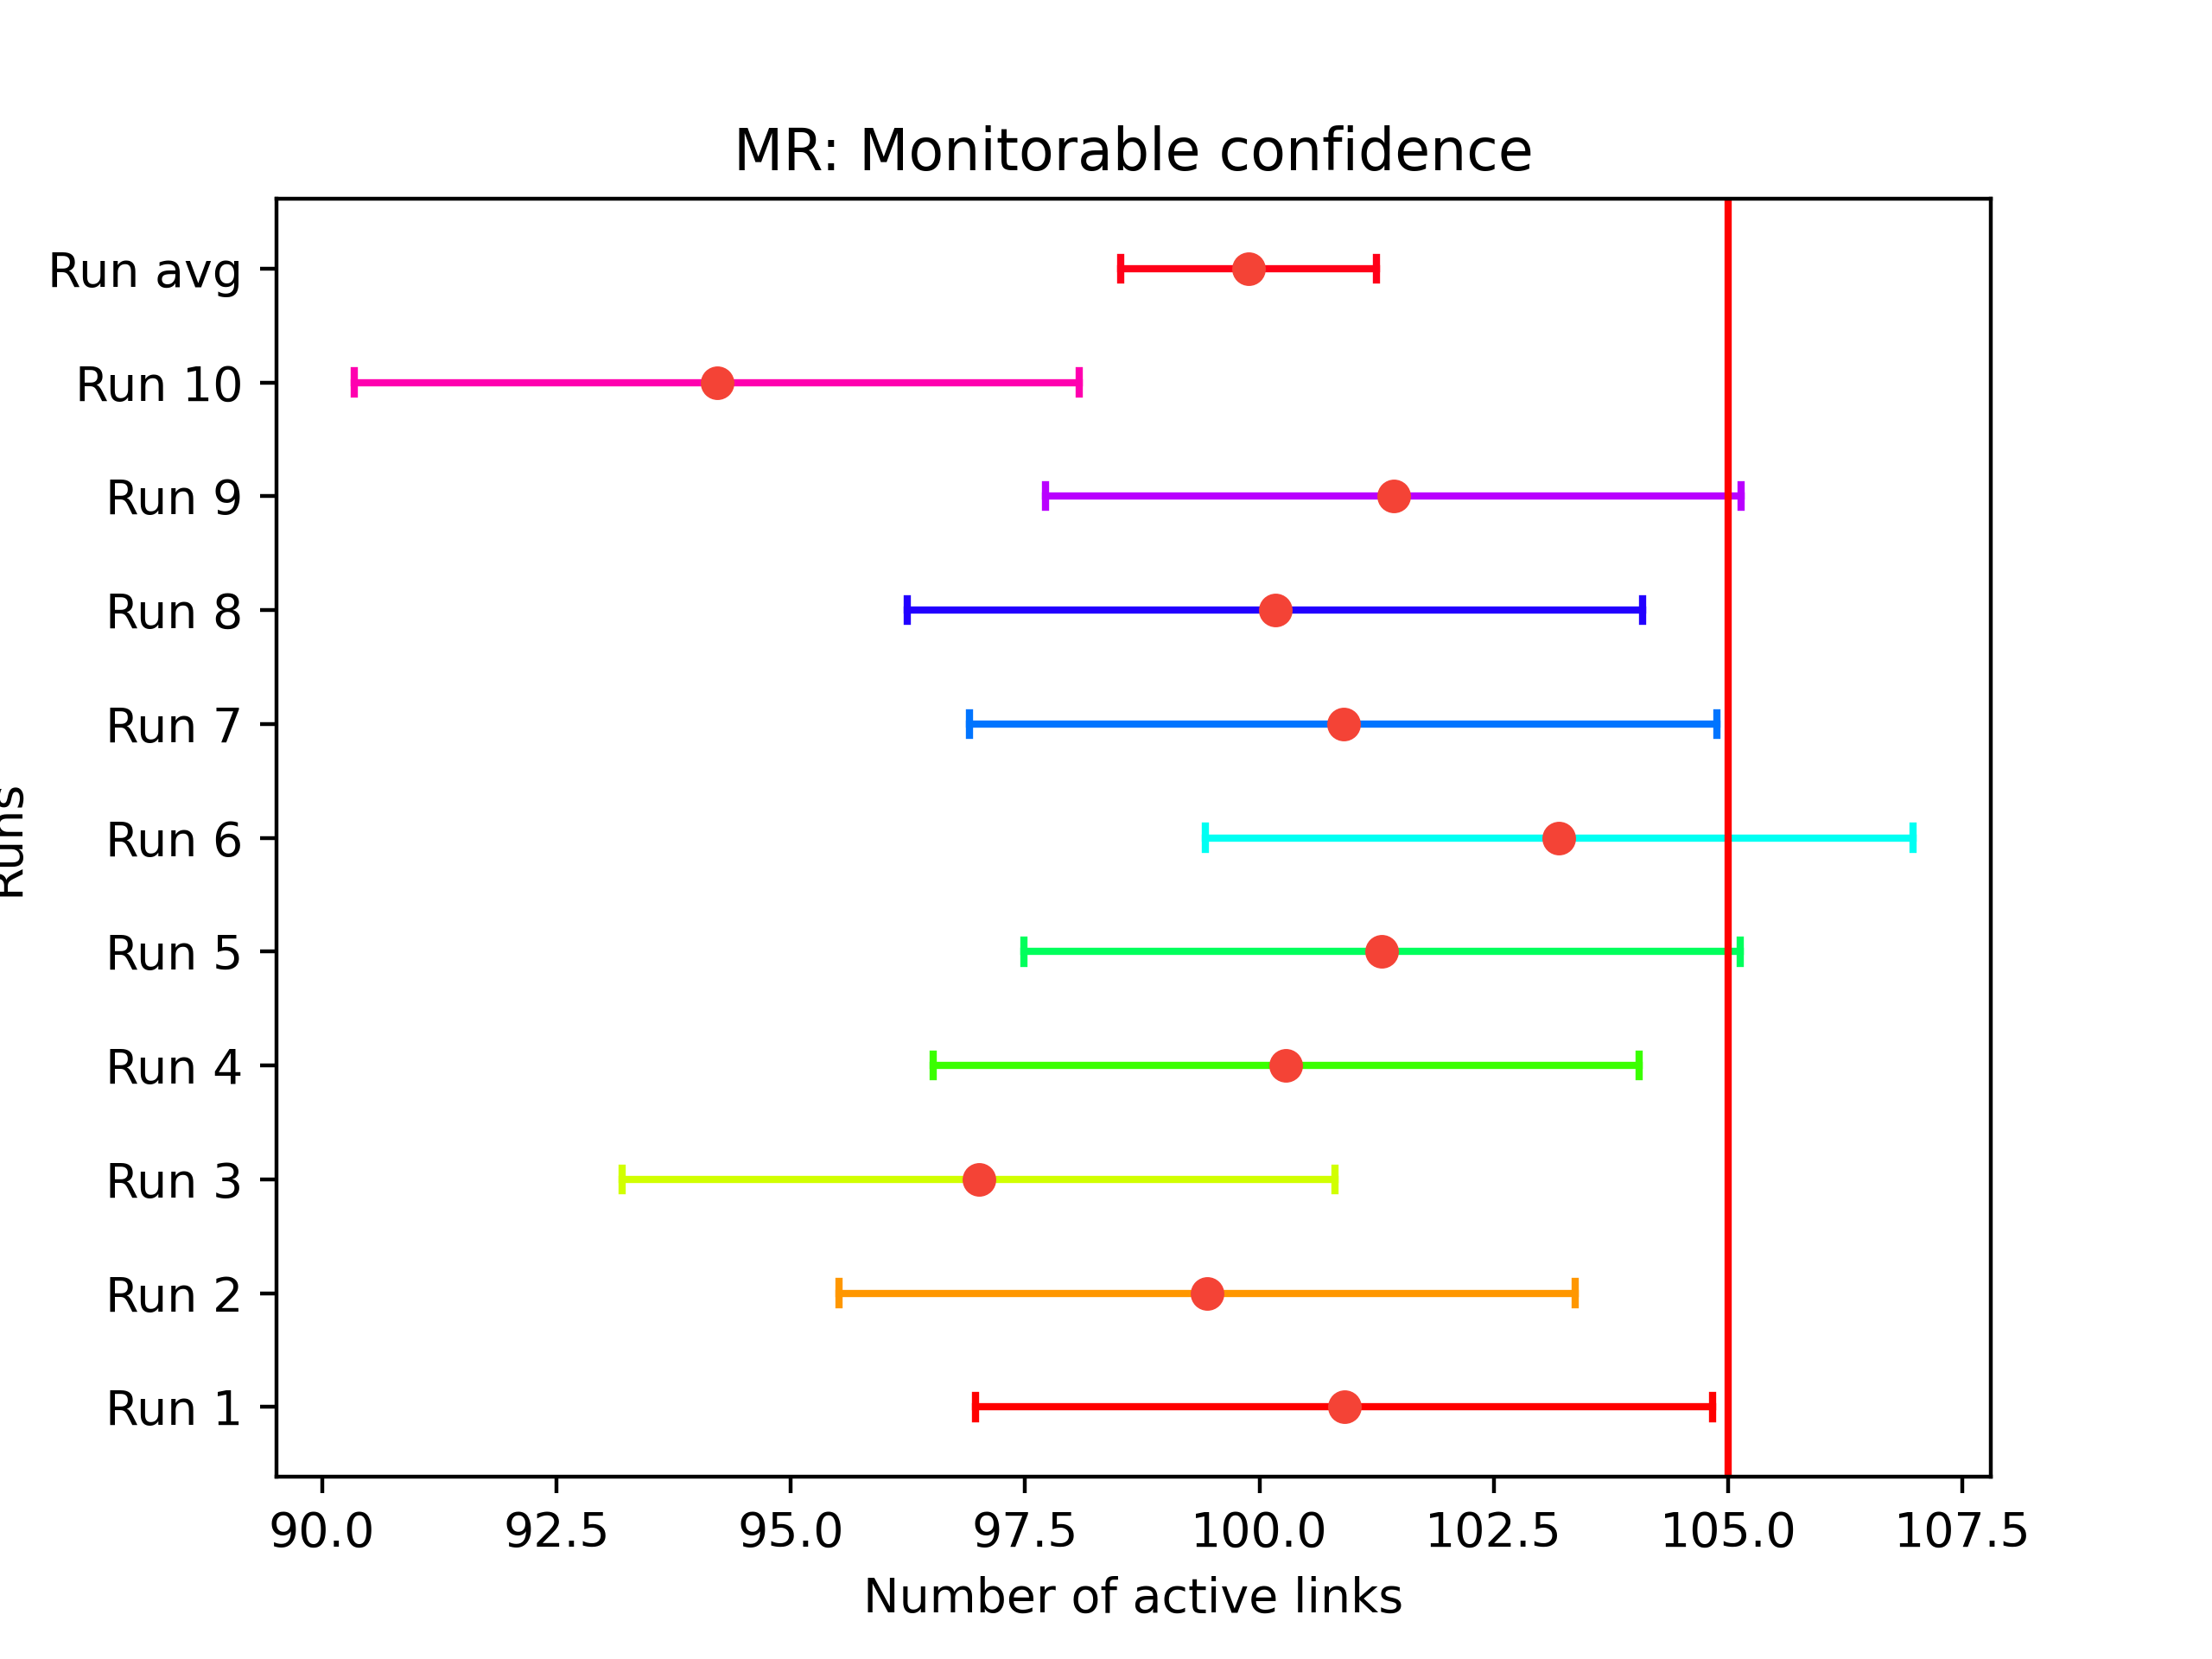 MR: Monitorable confidence
Run avg
Run 10
Run 9
Run 8
Run 7
Run 6
Run 5
Run 4
Run 3
Run 2
Run 1
Runs
90.0 92.5 95.0 97.5 100.0 102.5 105.0 107.5
Number of active links